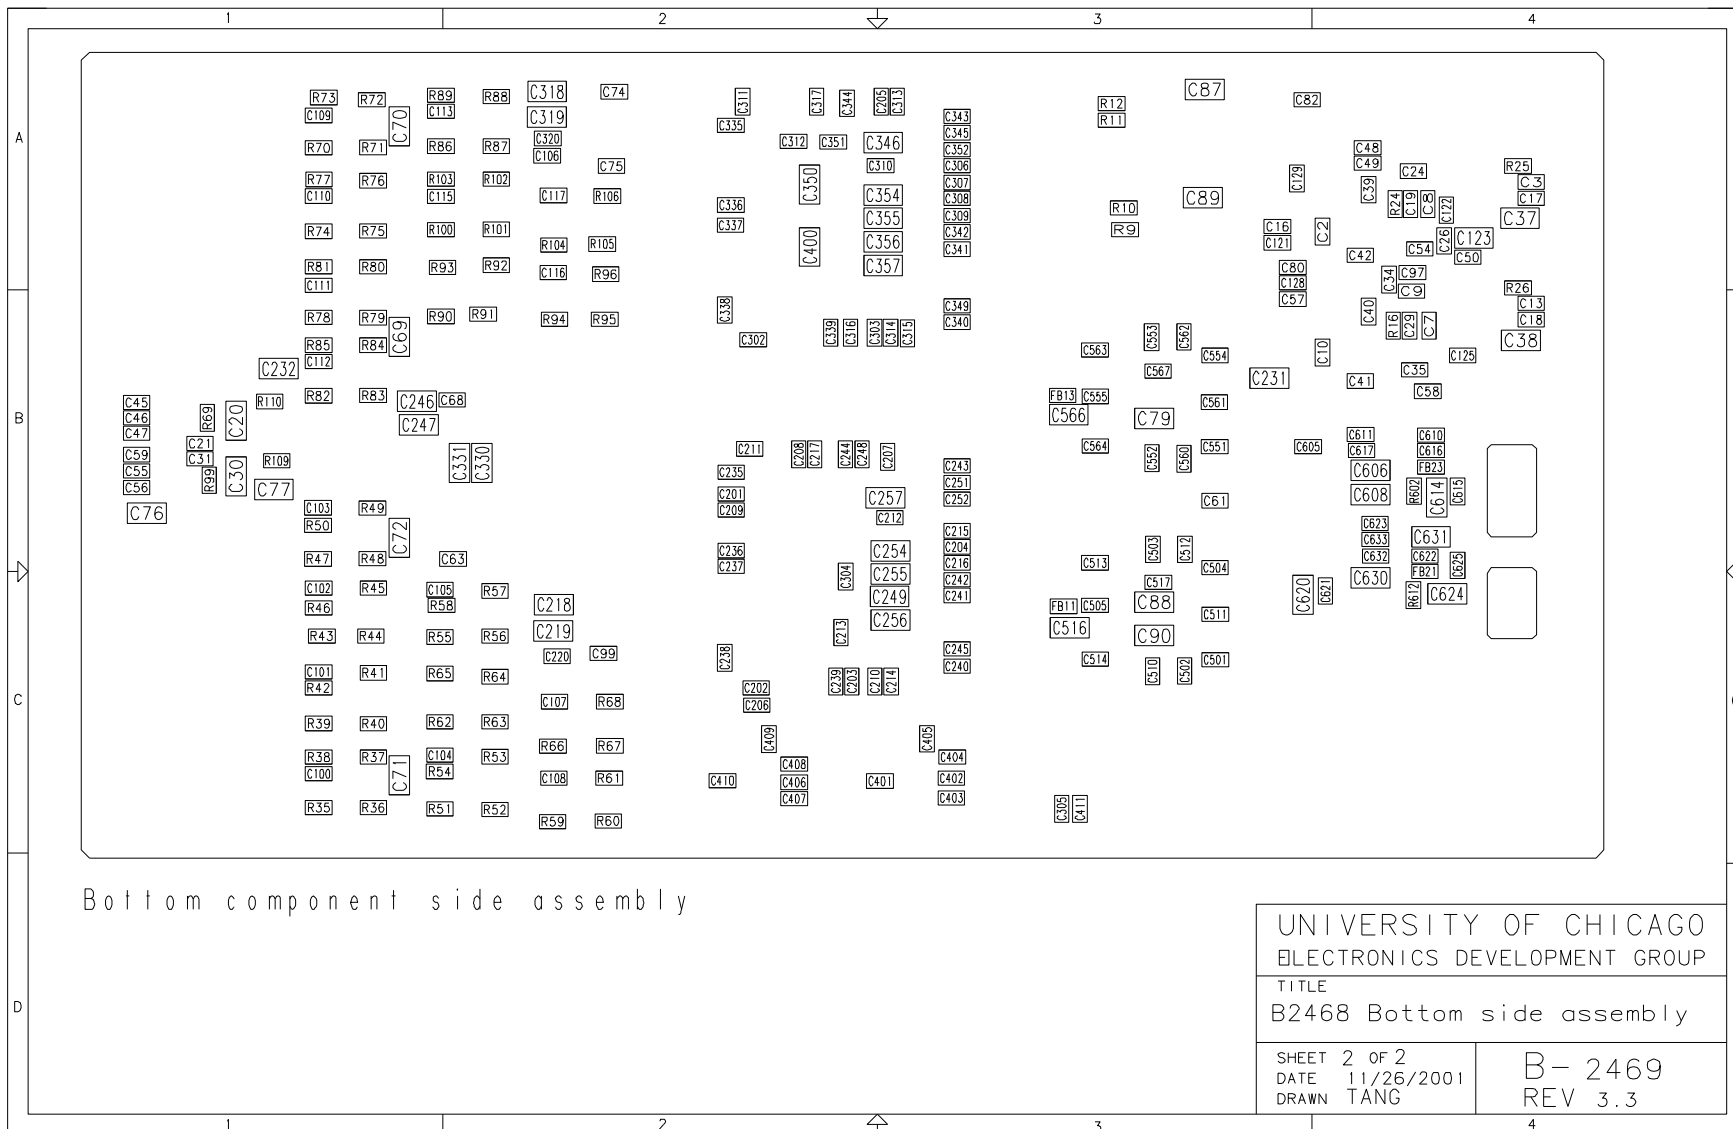 1 2 3 4
R73 R72 R89 R88 C318 C74 C311 C317 C344 C205 C313 C87 C82
C109 C70 C113 C319 C335 C343 R12 R11
A
C320 C312 C351 C346 C345
R70 R71 R86 R87 C106 C352 C48
C75 C310 C306 C49 C24 R25
R77 R76 R103 R102 C350 C307 C129 C39 C3
C110 C115 C117 R106 C354 C308 C89 R24 C19 C8 C122 C17
C336 C355 C309 R10 C37
R74 R75 R100 R101 C337 C400 C356 C342 R9 C16 C2 C26 C123
R104 R105 C341 C121 C54 C50
R81 R80 R93 R92 C116 R96 C357 C80 C42 C34 C97
C111 C128 C9 R26
C338 C349 C57 C40 C13
R78 R79 R90 R91 R94 R95 C340 R16 C29 C7 C18
C69 C302 C339 C316 C303 C314 C315 C553 C562 C38
R85 R84 C563 C554 C10 C125
C112 C232 C567 C231 C35
R82 R83 C246 C68 FB13 C555 C561 C41 C58
B
C45 R110 C247 C566 C79
C46 R69 C20
C47 C611 C610
C21 C211 C208 C217 C244 C248 C207 C564 C552 C560 C551 C605 C617 C616
C59 C31 R109 C331 C330 C243 C606 FB23
C55 R99 C30 C235 C251
C56 C77 C201 C257 C252 C61 C608 R602 C614 C615
C76 C103 R49 C209 C212
R50 C72 C215 C623 C631
C236 C254 C204 C503 C512 C633
R47 R48 C63 C237 C216 C513 C504 C632 C622 C625
C304 C255 C242 C517 C630 FB21
C102 R45 C105 R57 C249 C241 C88 C620 C621 R612 C624
R46 R58 C218 C256 FB11 C505 C511
R43 R44 R55 R56 C219 C213 C516 C90
C220 C99 C238 C245 C514 C501
C101 R41 R65 R64 C239 C203 C210 C214 C240 C510 C502
R42 C202
C
C107 R68 C206
R39 R40 R62 R63 C409 C405
R66 R67
R38 R37 C104 R53 C408 C404
C100 C71 R54 C108 R61 C410 C406 C401 C402
C407 C403
R35 R36 R51 R52 C305 C411
R59 R60
Bottom component side assembly
UNIVERSITY OF CHICAGO
ELECTRONICS DEVELOPMENT GROUP
TITLE
D
B2468 Bottom side assembly
SHEET 2 OF 2
DATE 11/26/2001
DRAWN TANG
B- 2469
REV 3.3
1 2 3 4